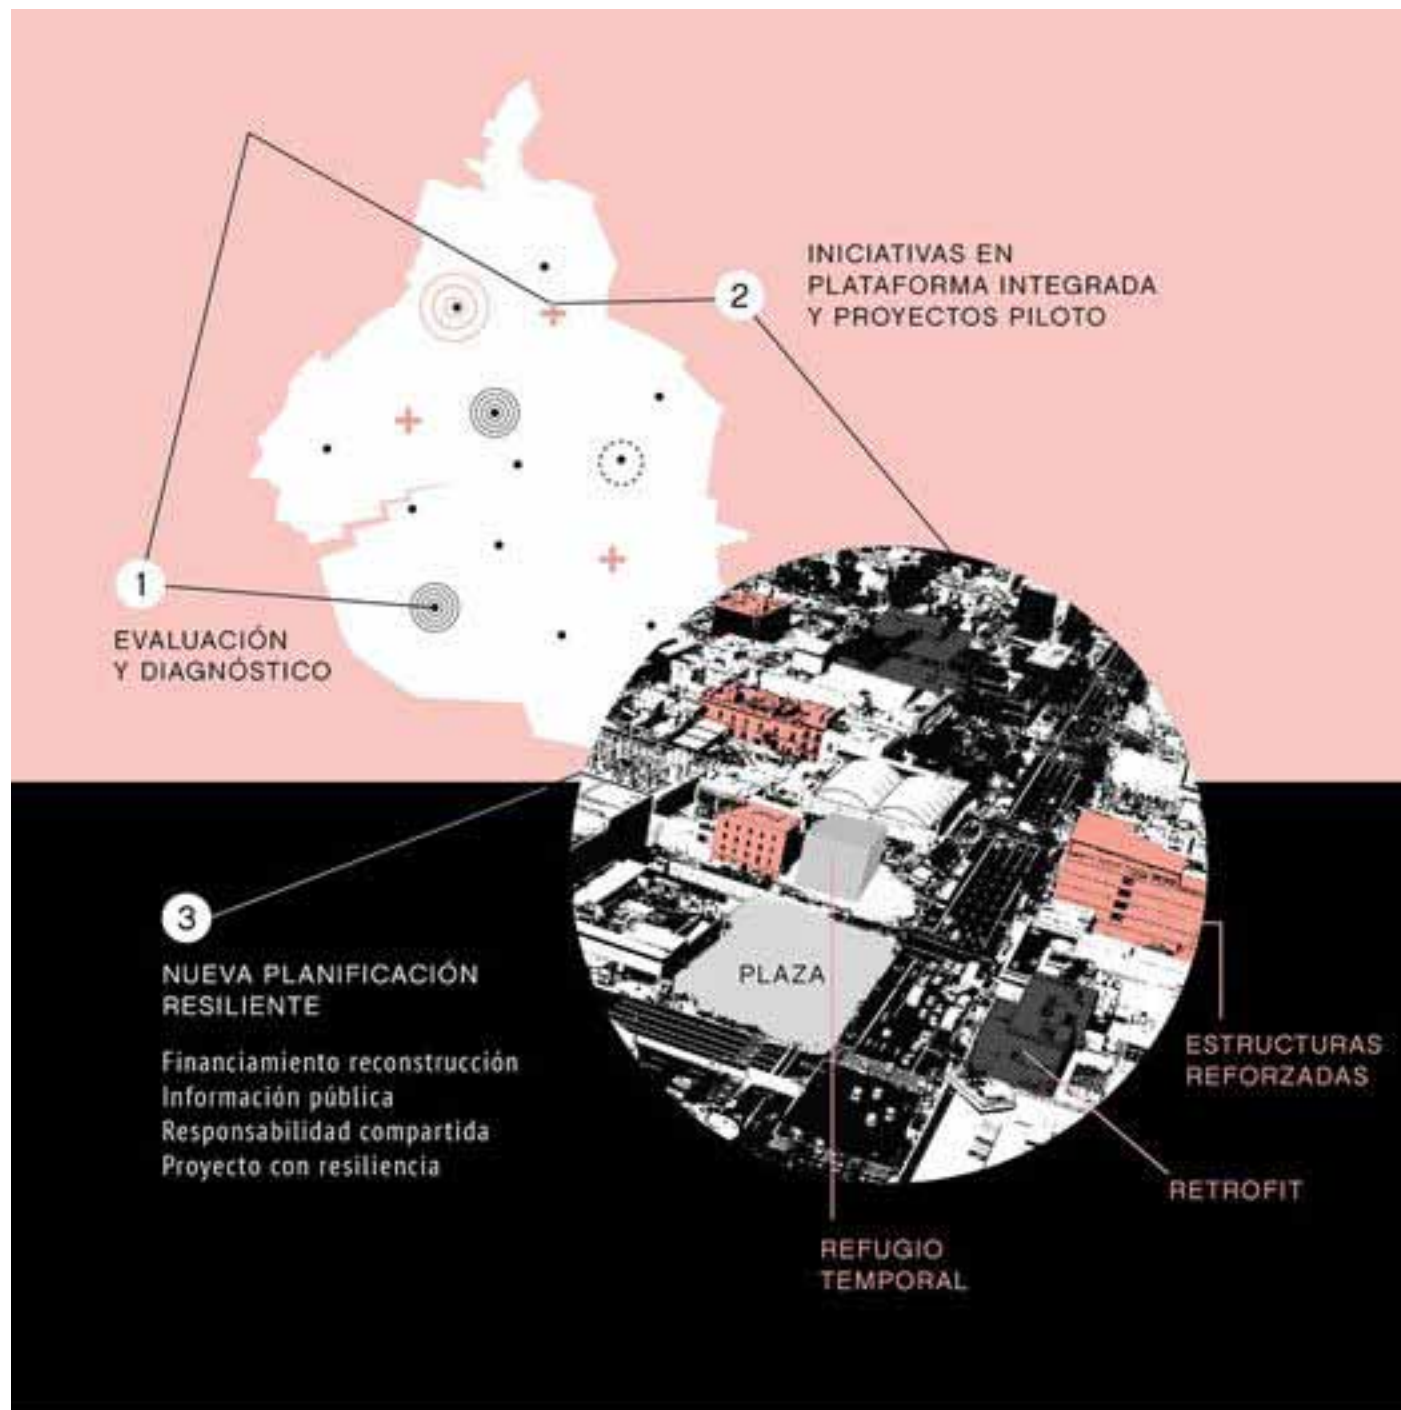 2
INICIATIVAS EN
PLATAFORMA INTEGRADA
Y PROYECTOS PILOTO
1
EVALUACIÓN
Y DIAGNÓSTICO
3
NUEVA PLANIFICACIÓN
RESILIENTE
Financiamiento reconstrucción
Información pública
Responsabilidad compartida
Proyecto con resiliencia
PLAZA
ESTRUCTURAS
REFORZADAS
RETROFIT
REFUGIO
TEMPORAL